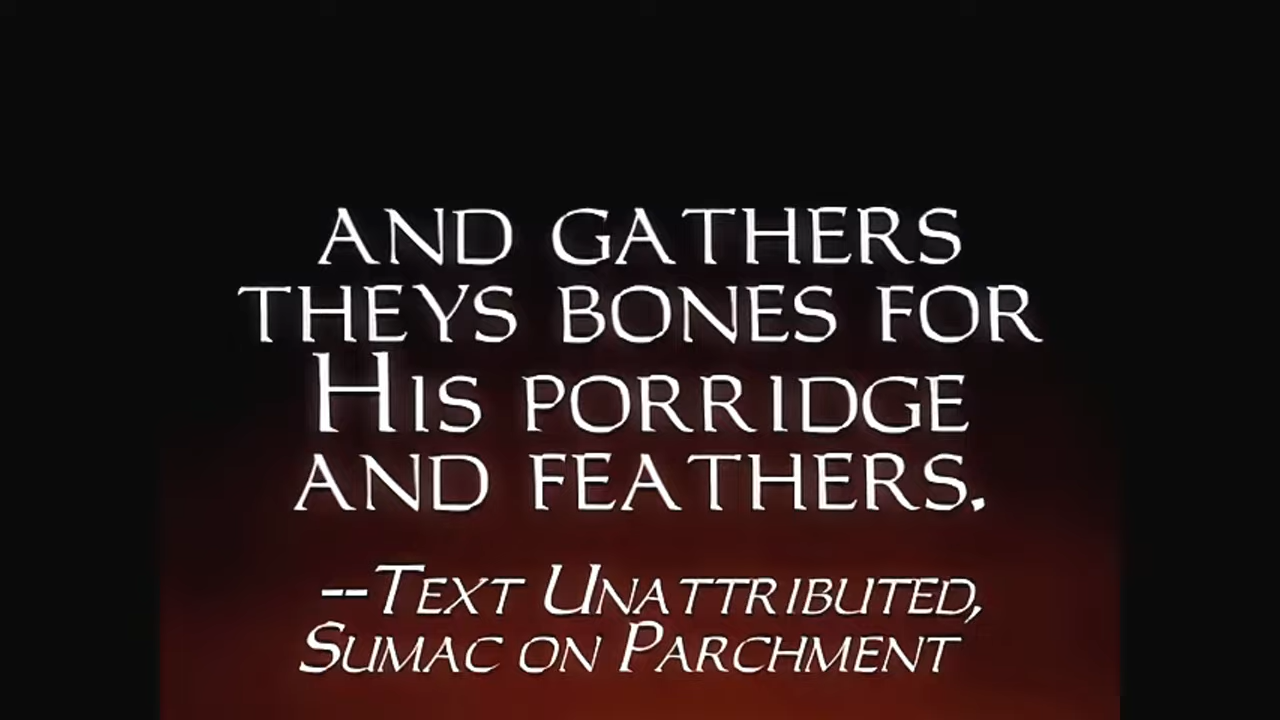 AND GATHERS
THEYS BONES FOR
HIS PORRIDGE
AND FEATHERS.
--TEXT UNATTRIBUTED,
SUMAC ON PARCHMENT